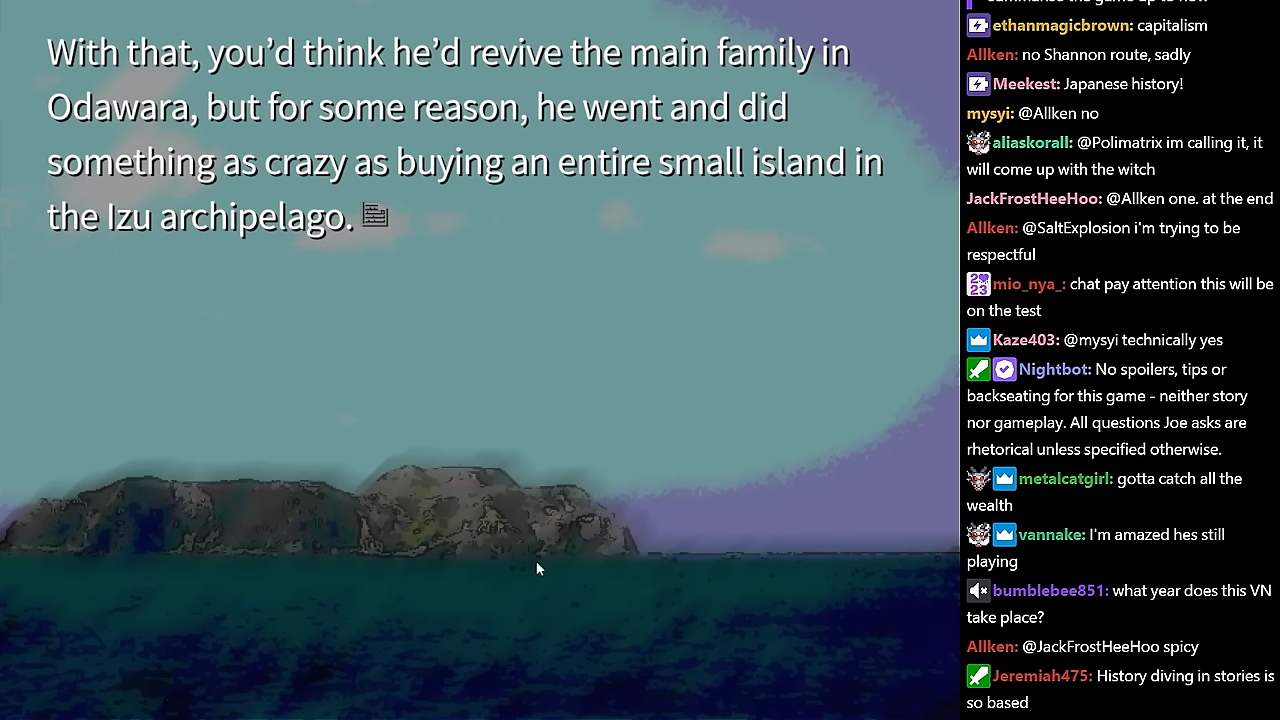 With that, you’d think he’d revive the main family in
Odawara, but for some reason, he went and did
something as crazy as buying an entire small island in
the Izu archipelago.
ethanmagicbrown: capitalism
Allken: no Shannon route, sadly
Meekest: Japanese history!
mysyi: @Allken no
aliaskorall: @Polimatrix im calling it, it
will come up with the witch
JackFrostHeeHoo: @Allken one. at the end
Allken: @SaltExplosion i'm trying to be
respectful
2 2023 mio_nya_: chat pay attention this will be
on the test
Kaze403: @mysyi technically yes
Nightbot: No spoilers, tips or
backseating for this game - neither story
nor gameplay. All questions Joe asks are
rhetorical unless specified otherwise.
metalcatgirl: gotta catch all the
wealth
vannake: I'm amazed hes still
playing
bumblebee851: what year does this VN
take place?
Allken: @JackFrostHeeHoo spicy
Jeremiah475: History diving in stories is
so based